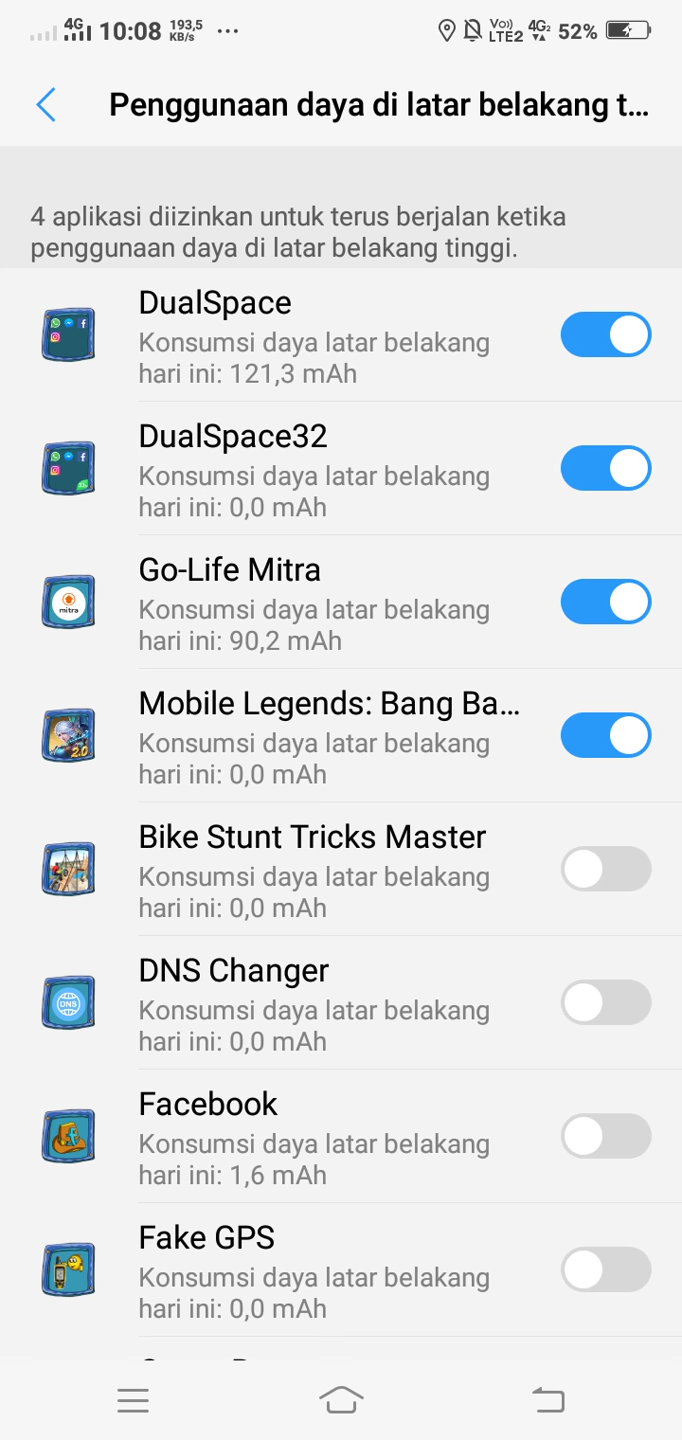 4G 10:08 193,5 KB/s ... Vo)) LTE2 4G2 52%
Penggunaan daya di latar belakang t...
4 aplikasi diizinkan untuk terus berjalan ketika
penggunaan daya di latar belakang tinggi.
DualSpace
Konsumsi daya latar belakang
hari ini: 121,3 mAh
DualSpace32
Konsumsi daya latar belakang
hari ini: 0,0 mAh
mitra
Go-Life Mitra
Konsumsi daya latar belakang
hari ini: 90,2 mAh
2.0
Mobile Legends: Bang Ba...
Konsumsi daya latar belakang
hari ini: 0,0 mAh
Bike Stunt Tricks Master
Konsumsi daya latar belakang
hari ini: 0,0 mAh
DNS
DNS Changer
Konsumsi daya latar belakang
hari ini: 0,0 mAh
Facebook
Konsumsi daya latar belakang
hari ini: 1,6 mAh
Fake GPS
Konsumsi daya latar belakang
hari ini: 0,0 mAh